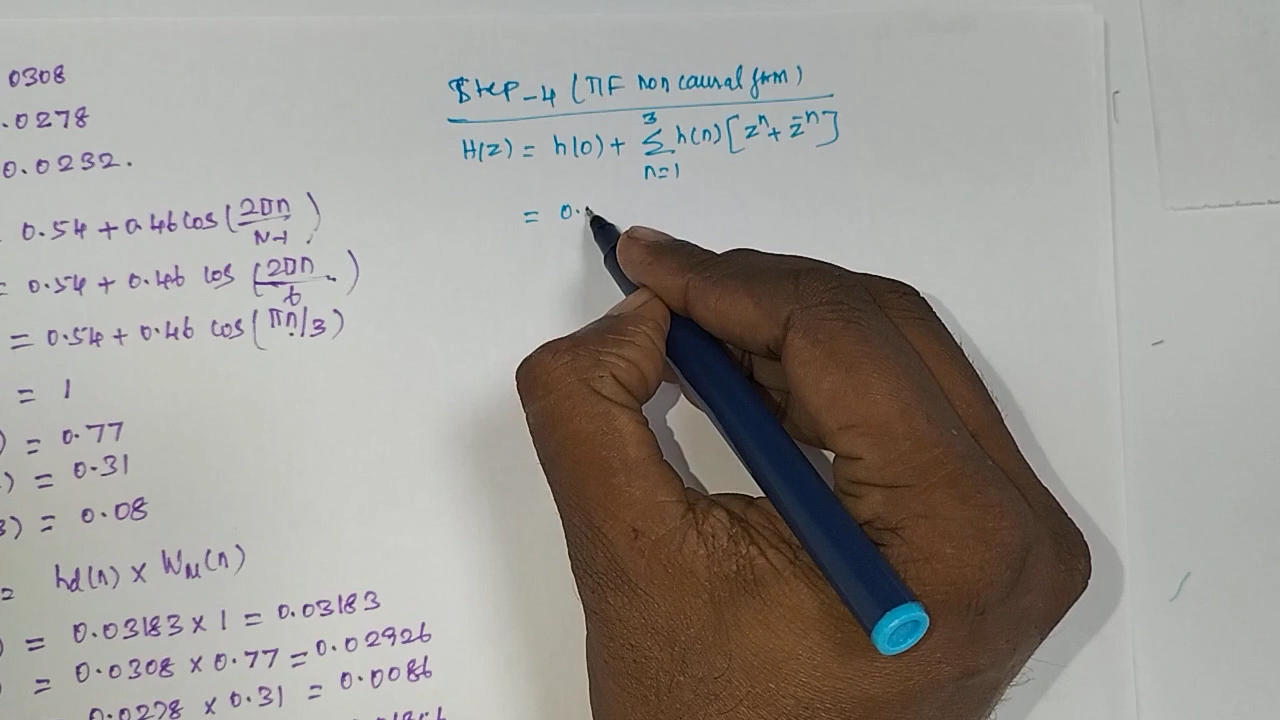 0308
.0278
0.0232.
0.54 + 0.46 cos (2πn / N-1)
= 0.54 + 0.46 cos (2πn / 6)
= 0.54 + 0.46 cos (πn/3)
= 1
) = 0.77
) = 0.31
3) = 0.08
= hd(n) × WH(n)
) = 0.03183 × 1 = 0.03183
) = 0.0308 × 0.77 = 0.02926
0.0278 × 0.31 = 0.0086
Step-4 (TF non causal form)
H(z) = h(0) + 3 Σ n=1 h(n) [zⁿ + z⁻ⁿ]
= 0.